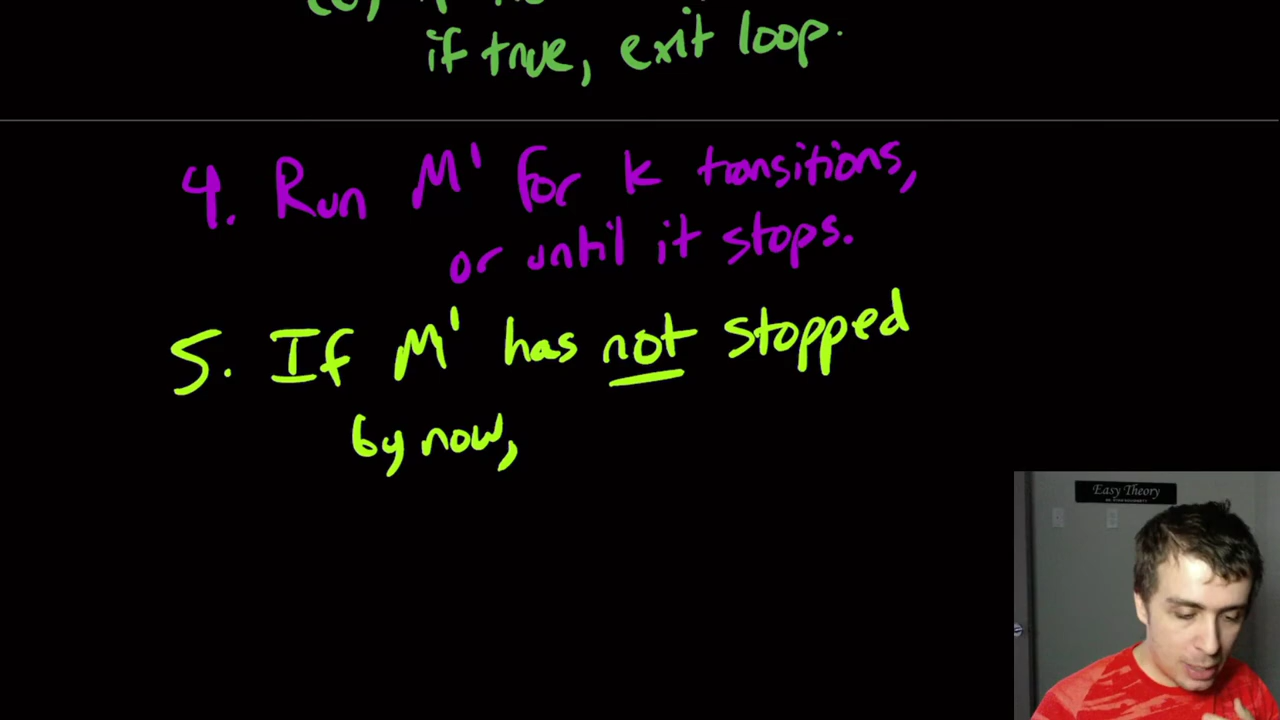 if true, exit loop.
4. Run M' for k transitions,
or until it stops.
5. If M' has not stopped
by now,
Easy Theory